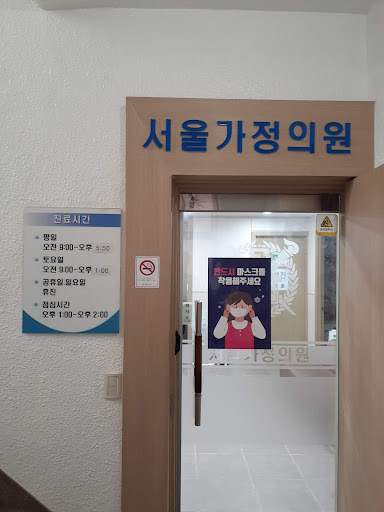 서울가정의원
진료시간
평일
오전 9:00~오후 5:50
토요일
오전 9:00~오후 1:00
공휴일.일요일
휴진
점심시간
오후 1:00~오후 2:00
반드시 마스크를
착용해주세요
가정의원